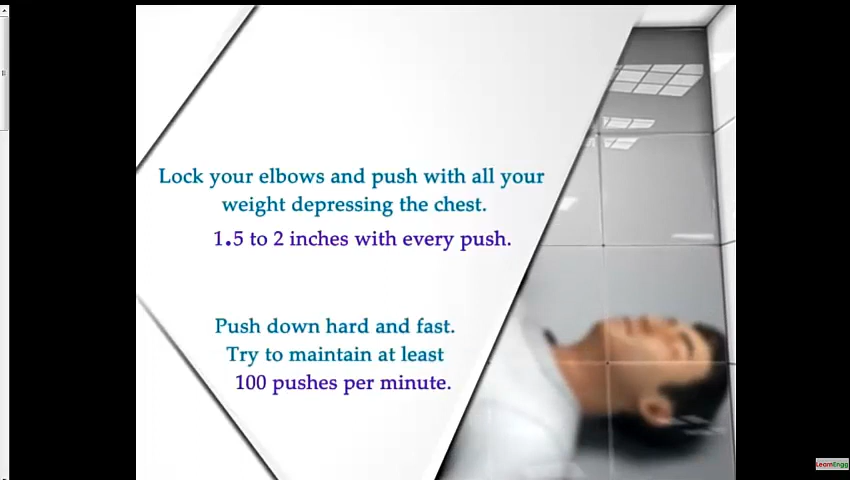 Lock your elbows and push with all your
weight depressing the chest.
1.5 to 2 inches with every push.
Push down hard and fast.
Try to maintain at least
100 pushes per minute.
LearnEngg